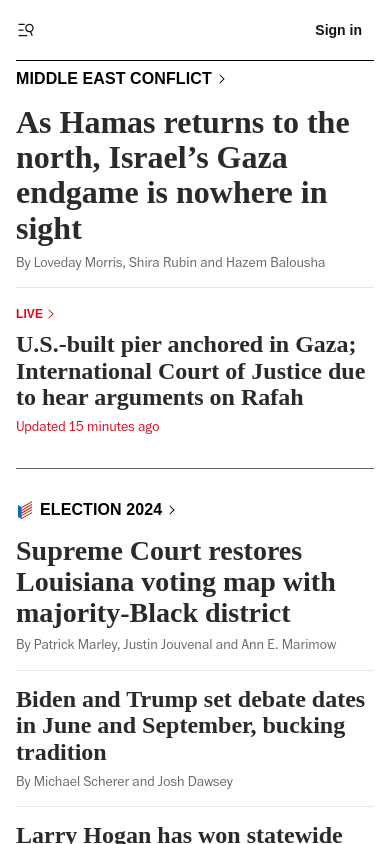 Sign in
MIDDLE EAST CONFLICT
As Hamas returns to the
north, Israel’s Gaza
endgame is nowhere in
sight
By Loveday Morris, Shira Rubin and Hazem Balousha
LIVE
U.S.-built pier anchored in Gaza;
International Court of Justice due
to hear arguments on Rafah
Updated 15 minutes ago
ELECTION 2024
Supreme Court restores
Louisiana voting map with
majority-Black district
By Patrick Marley, Justin Jouvenal and Ann E. Marimow
Biden and Trump set debate dates
in June and September, bucking
tradition
By Michael Scherer and Josh Dawsey
Larry Hogan has won statewide